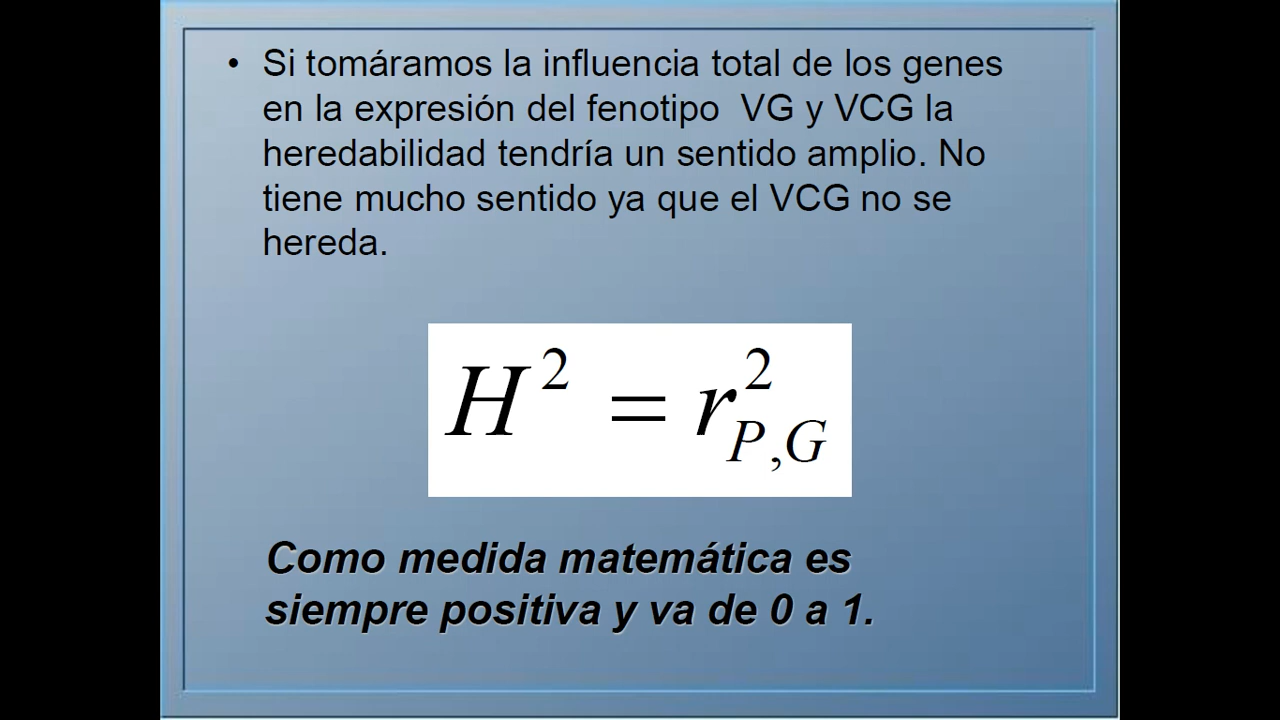 • Si tomáramos la influencia total de los genes
en la expresión del fenotipo VG y VCG la
heredabilidad tendría un sentido amplio. No
tiene mucho sentido ya que el VCG no se
hereda.
H² = r²_P,G
Como medida matemática es
siempre positiva y va de 0 a 1.